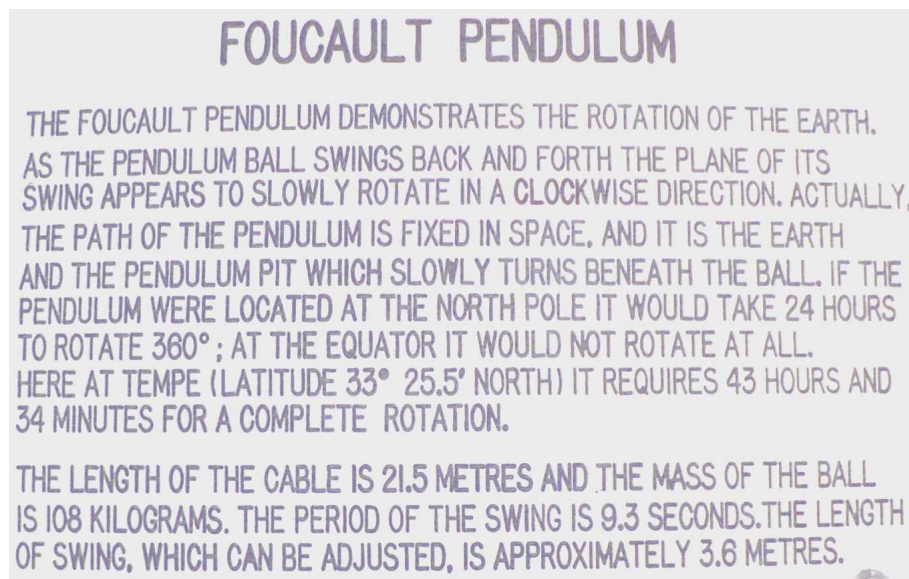 FOUCAULT PENDULUM
THE FOUCAULT PENDULUM DEMONSTRATES THE ROTATION OF THE EARTH.
AS THE PENDULUM BALL SWINGS BACK AND FORTH THE PLANE OF ITS
SWING APPEARS TO SLOWLY ROTATE IN A CLOCKWISE DIRECTION. ACTUALLY,
THE PATH OF THE PENDULUM IS FIXED IN SPACE, AND IT IS THE EARTH
AND THE PENDULUM PIT WHICH SLOWLY TURNS BENEATH THE BALL. IF THE
PENDULUM WERE LOCATED AT THE NORTH POLE IT WOULD TAKE 24 HOURS
TO ROTATE 360°; AT THE EQUATOR IT WOULD NOT ROTATE AT ALL.
HERE AT TEMPE (LATITUDE 33° 25.5' NORTH) IT REQUIRES 43 HOURS AND
34 MINUTES FOR A COMPLETE ROTATION.
THE LENGTH OF THE CABLE IS 21.5 METRES AND THE MASS OF THE BALL
IS 108 KILOGRAMS. THE PERIOD OF THE SWING IS 9.3 SECONDS. THE LENGTH
OF SWING, WHICH CAN BE ADJUSTED, IS APPROXIMATELY 3.6 METRES.